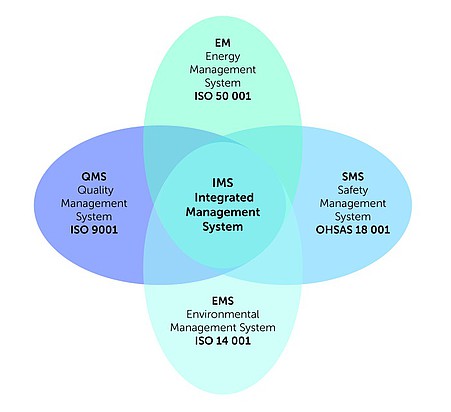 EM
Energy
Management
System
ISO 50 001
QMS
Quality
Management
System
ISO 9001
IMS
Integrated
Management
System
SMS
Safety
Management
System
OHSAS 18 001
EMS
Environmental
Management System
ISO 14 001